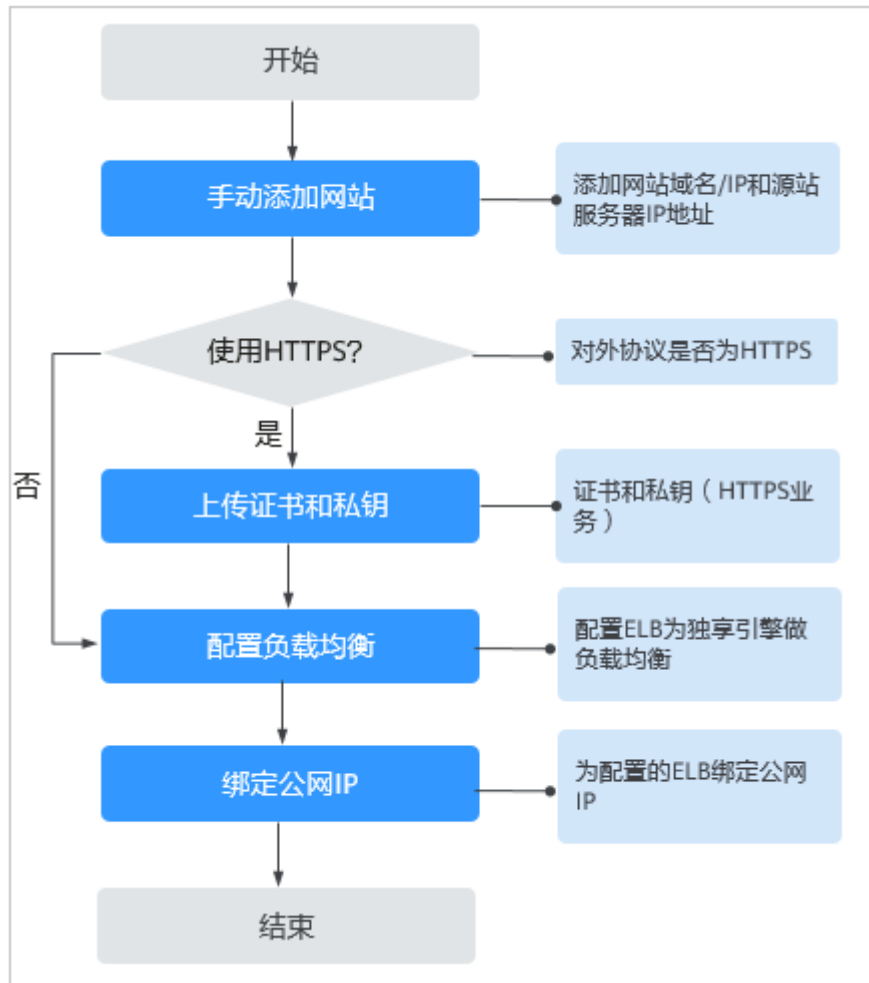 开始
手动添加网站
添加网站域名/IP和源站
服务器IP地址
使用HTTPS?
对外协议是否为HTTPS
是
否
上传证书和私钥
证书和私钥（HTTPS业
务）
配置负载均衡
配置ELB为独享引擎做
负载均衡
绑定公网IP
为配置的ELB绑定公网
IP
结束